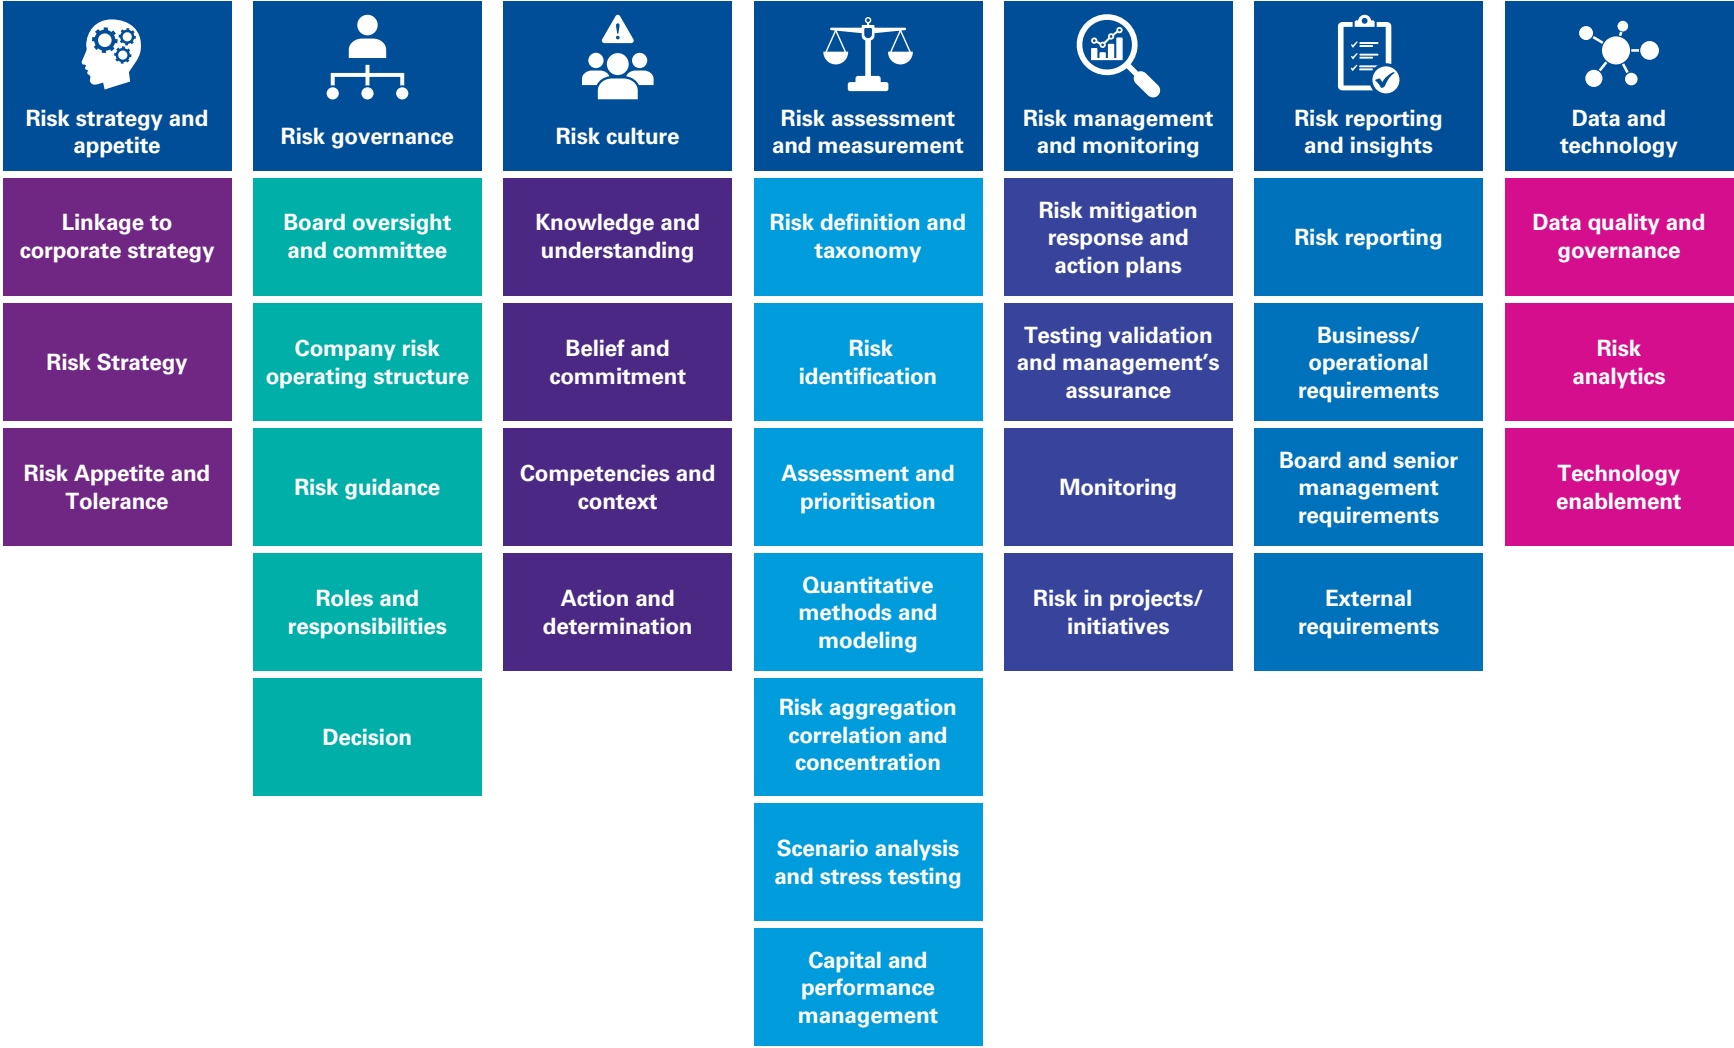 Risk strategy and
appetite
Risk governance
Risk culture
Risk assessment
and measurement
Risk management
and monitoring
Risk reporting
and insights
Data and
technology
Linkage to
corporate strategy
Board oversight
and committee
Knowledge and
understanding
Risk definition and
taxonomy
Risk mitigation
response and
action plans
Risk reporting
Data quality and
governance
Risk Strategy
Company risk
operating structure
Belief and
commitment
Risk
identification
Testing validation
and management's
assurance
Business/
operational
requirements
Risk
analytics
Risk Appetite and
Tolerance
Risk guidance
Competencies and
context
Assessment and
prioritisation
Monitoring
Board and senior
management
requirements
Technology
enablement
Roles and
responsibilities
Action and
determination
Quantitative
methods and
modeling
Risk in projects/
initiatives
External
requirements
Decision
Risk aggregation
correlation and
concentration
Scenario analysis
and stress testing
Capital and
performance
management